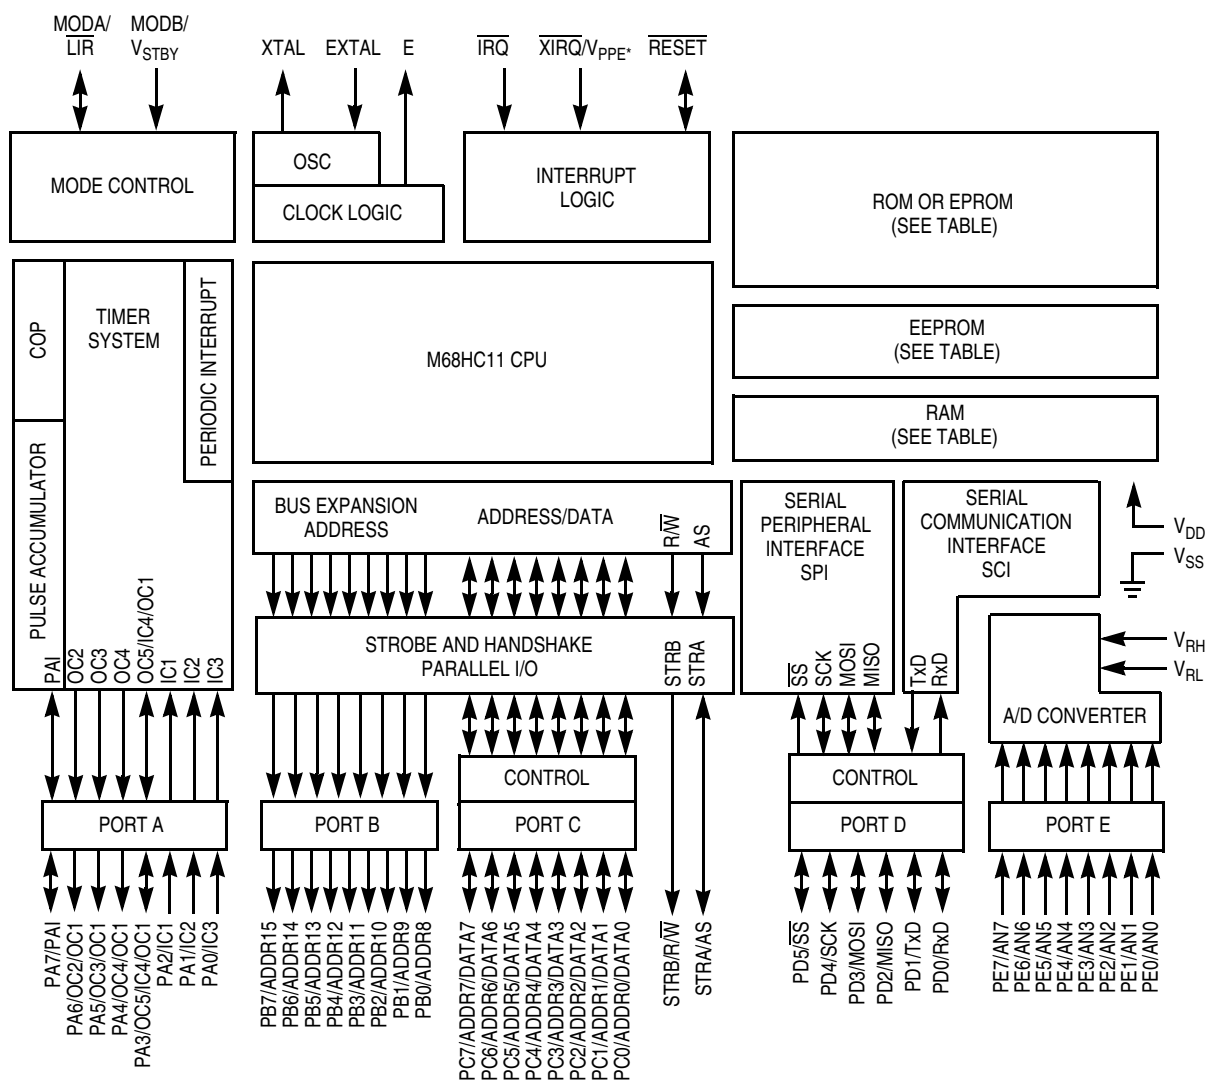 MODA/
LIR
MODB/
VSTBY
XTAL
EXTAL
E
IRQ
XIRQ/VPPE*
RESET
MODE CONTROL
OSC
CLOCK LOGIC
INTERRUPT
LOGIC
ROM OR EPROM
(SEE TABLE)
COP
TIMER
SYSTEM
PERIODIC INTERRUPT
M68HC11 CPU
EEPROM
(SEE TABLE)
RAM
(SEE TABLE)
PULSE ACCUMULATOR
BUS EXPANSION
ADDRESS
ADDRESS/DATA
R/W
AS
SERIAL
PERIPHERAL
INTERFACE
SPI
SERIAL
COMMUNICATION
INTERFACE
SCI
VDD
VSS
PAI
OC2
OC3
OC4
OC5/IC4/OC1
IC1
IC2
IC3
STROBE AND HANDSHAKE
PARALLEL I/O
STRB
STRA
SS
SCK
MOSI
MISO
TxD
RxD
VRH
VRL
A/D CONVERTER
CONTROL
CONTROL
PORT A
PORT B
PORT C
PORT D
PORT E
PA7/PAI
PA6/OC2/OC1
PA5/OC3/OC1
PA4/OC4/OC1
PA3/OC5/IC4/OC1
PA2/IC1
PA1/IC2
PA0/IC3
PB7/ADDR15
PB6/ADDR14
PB5/ADDR13
PB4/ADDR12
PB3/ADDR11
PB2/ADDR10
PB1/ADDR9
PB0/ADDR8
PC7/ADDR7/DATA7
PC6/ADDR6/DATA6
PC5/ADDR5/DATA5
PC4/ADDR4/DATA4
PC3/ADDR3/DATA3
PC2/ADDR2/DATA2
PC1/ADDR1/DATA1
PC0/ADDR0/DATA0
STRB/R/W
STRA/AS
PD5/SS
PD4/SCK
PD3/MOSI
PD2/MISO
PD1/TxD
PD0/RxD
PE7/AN7
PE6/AN6
PE5/AN5
PE4/AN4
PE3/AN3
PE2/AN2
PE1/AN1
PE0/AN0